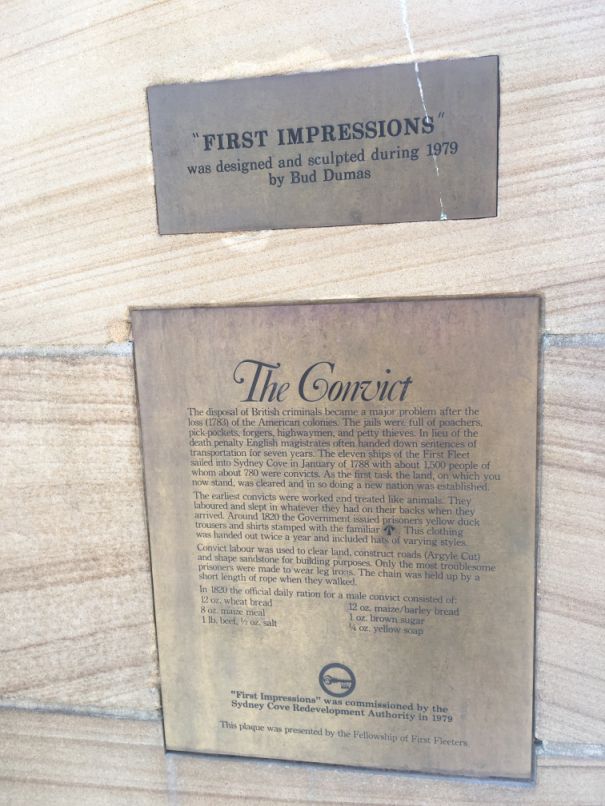 "FIRST IMPRESSIONS"
was designed and sculpted during 1979
by Bud Dumas
The Convict
The disposal of British criminals became a major problem after the
loss (1783) of the American colonies. The jails were full of poachers,
pick-pockets, forgers, highwaymen, and petty thieves. In lieu of the
death penalty English magistrates often handed down sentences of
transportation for seven years. The eleven ships of the First Fleet
sailed into Sydney Cove in January of 1788 with about 1,500 people of
whom about 780 were convicts. As the first task the land, on which you
now stand, was cleared and in so doing a new nation was established.
The earliest convicts were worked and treated like animals. They
laboured and slept in whatever they had on their backs when they
arrived. Around 1820 the Government issued prisoners yellow duck
trousers and shirts stamped with the familiar . This clothing
was handed out twice a year and included hats of varying styles.
Convict labour was used to clear land, construct roads (Argyle Cut)
and shape sandstone for building purposes. Only the most troublesome
prisoners were made to wear leg irons. The chain was held up by a
short length of rope when they walked.
In 1820 the official daily ration for a male convict consisted of:
12 oz. wheat bread
8 oz. maize meal
1 lb. beef, ½ oz. salt
12 oz. maize/barley bread
1 oz. brown sugar
¼ oz. yellow soap
"First Impressions" was commissioned by the
Sydney Cove Redevelopment Authority in 1979
This plaque was presented by the Fellowship of First Fleeters